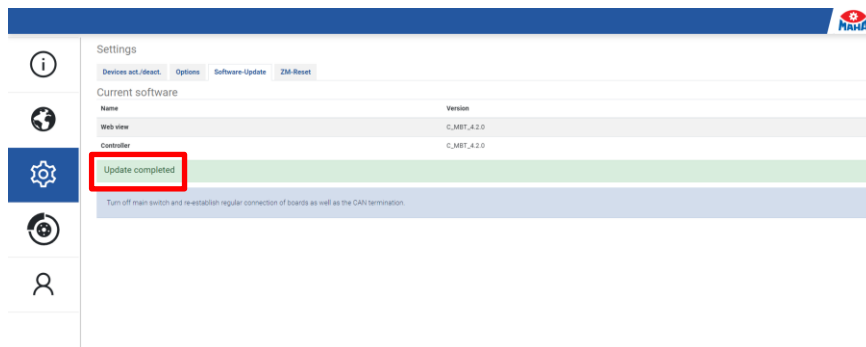 MAHA
Settings
Devices act./deact. Options Software-Update ZM-Reset
Current software
Name Version
Web view C_MBT_4.2.0
Controller C_MBT_4.2.0
Update completed
Turn off main switch and re-establish regular connection of boards as well as the CAN termination.